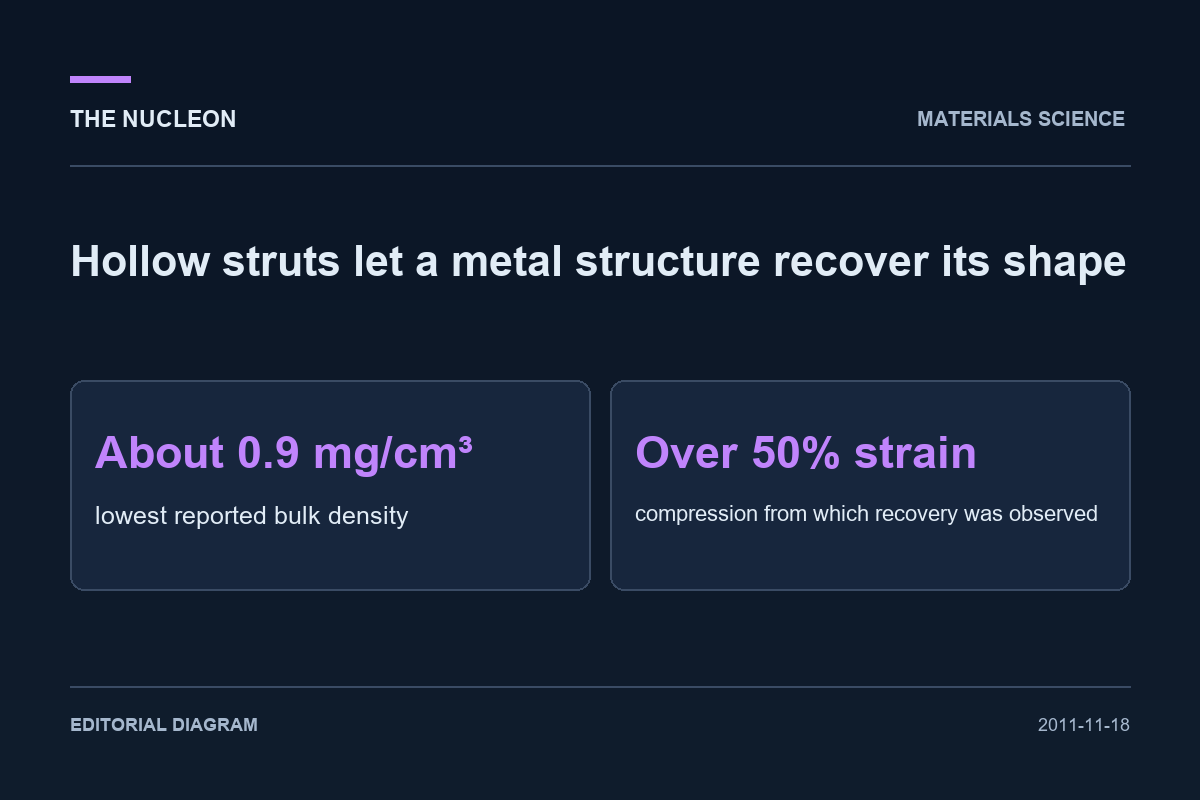 THE NUCLEON
MATERIALS SCIENCE
Hollow struts let a metal structure recover its shape
About 0.9 mg/cm³
lowest reported bulk density
Over 50% strain
compression from which recovery was observed
EDITORIAL DIAGRAM
2011-11-18